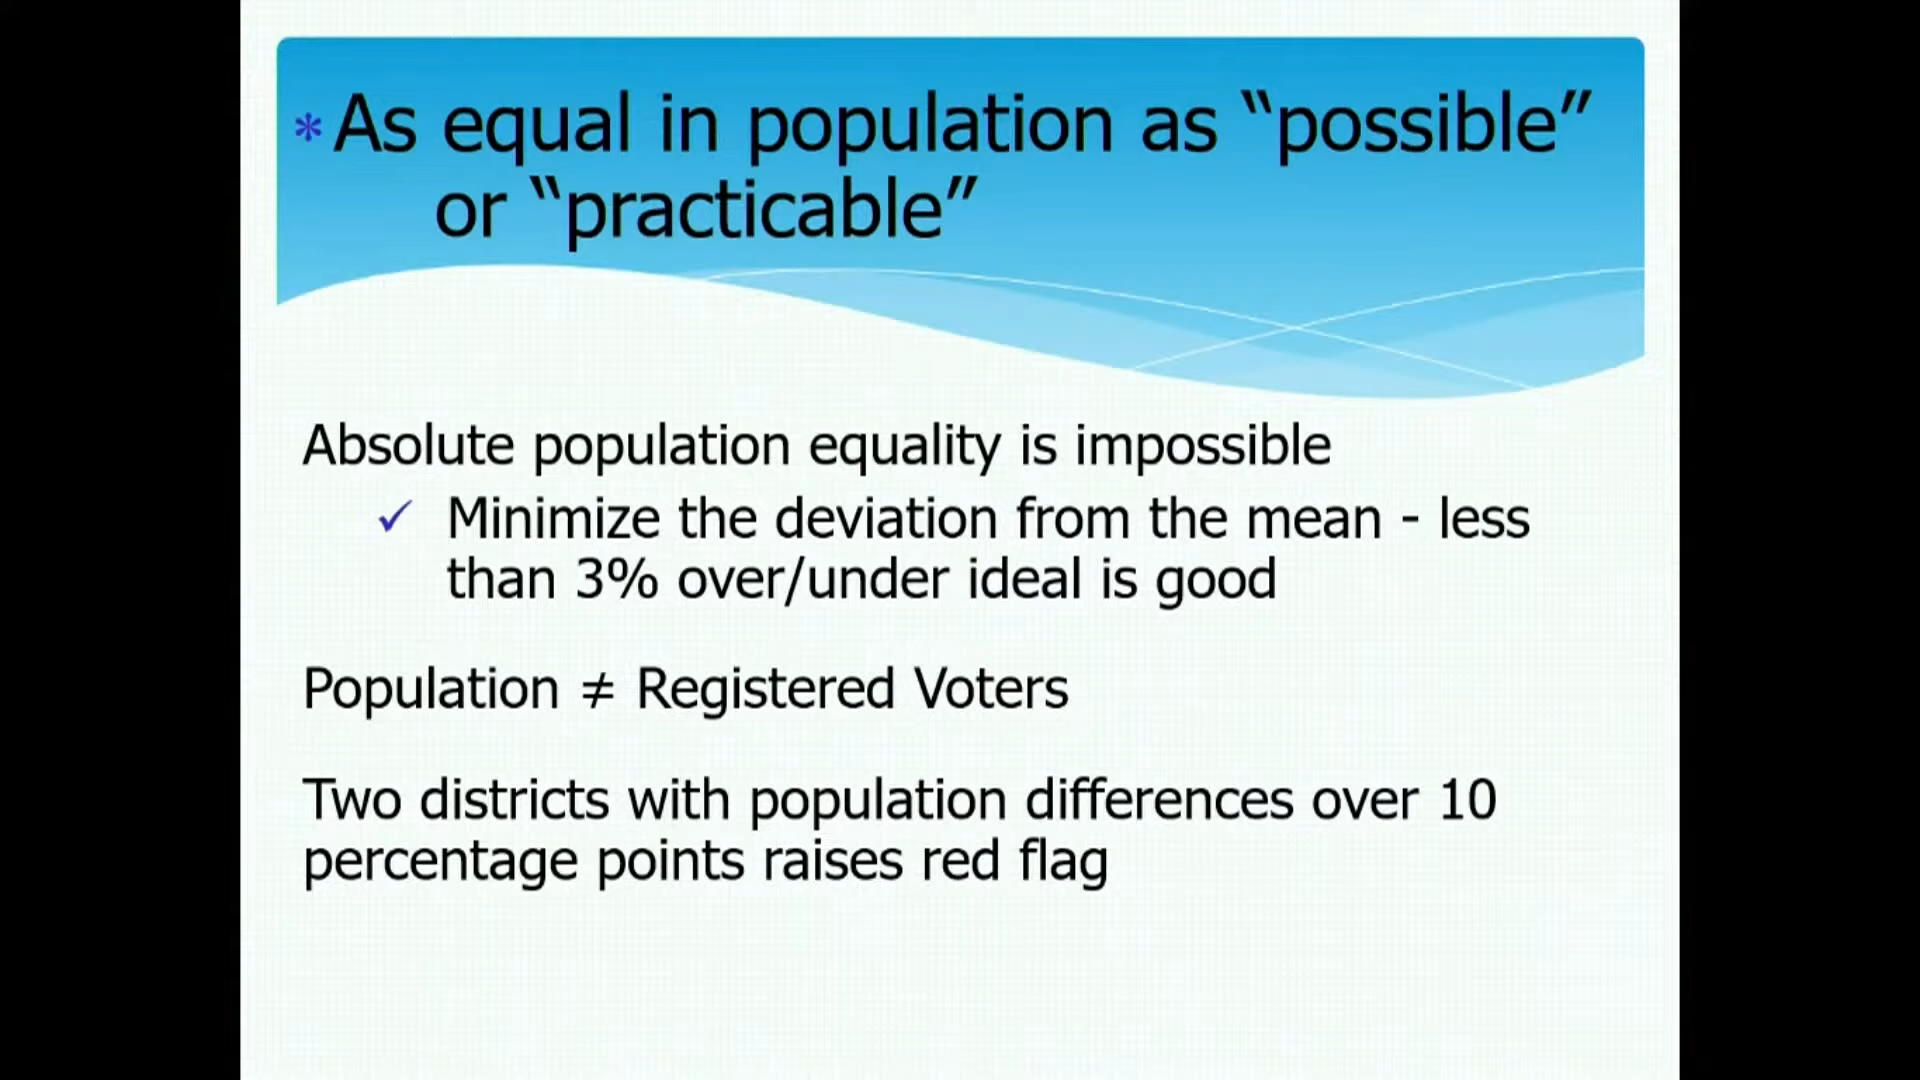 * As equal in population as “possible”
or “practicable”
Absolute population equality is impossible
✓ Minimize the deviation from the mean - less
than 3% over/under ideal is good
Population ≠ Registered Voters
Two districts with population differences over 10
percentage points raises red flag